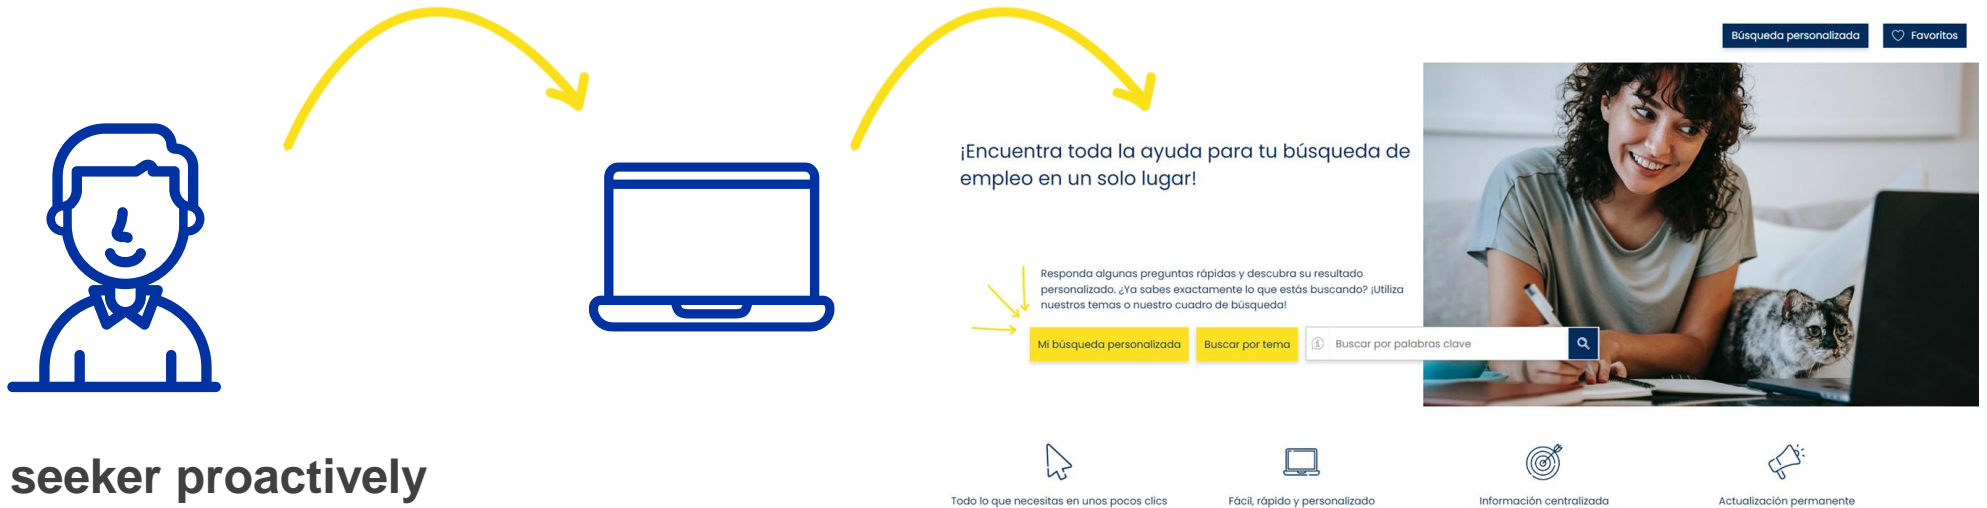 Búsqueda personalizada
Favoritos
¡Encuentra toda la ayuda para tu búsqueda de
empleo en un solo lugar!
Responda algunas preguntas rápidas y descubra su resultado
personalizado. ¿Ya sabes exactamente lo que estás buscando? ¡Utiliza
nuestros temas o nuestro cuadro de búsqueda!
Mi búsqueda personalizada
Buscar por tema
Buscar por palabras clave
seeker proactively
Todo lo que necesitas en unos pocos clics
Fácil, rápido y personalizado
Información centralizada
Actualización permanente